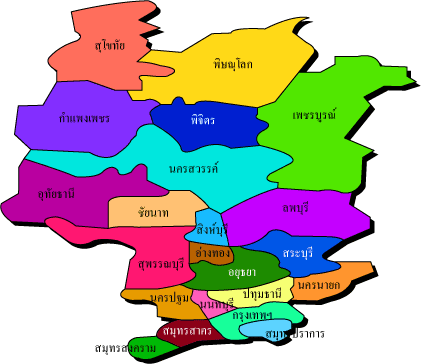 สุโขทัย
พิษณุโลก
กำแพงเพชร
พิจิตร
เพชรบูรณ์
นครสวรรค์
อุทัยธานี
ชัยนาท
ลพบุรี
สิงห์บุรี
อ่างทอง
สระบุรี
สุพรรณบุรี
อยุธยา
นครนายก
ปทุมธานี
นครปฐม
นนทบุรี
กรุงเทพฯ
สมุทรสาคร
สมุทรปราการ
สมุทรสงคราม